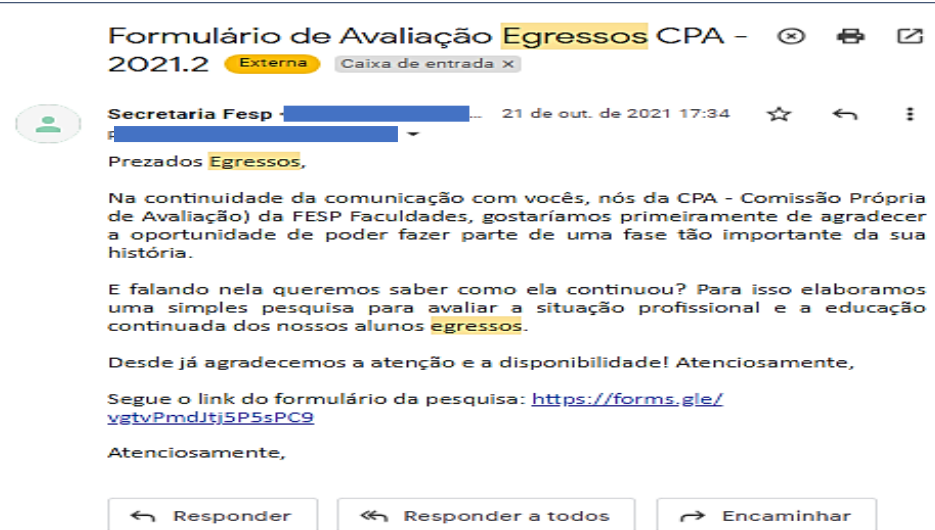 Formulário de Avaliação Egressos CPA -
2021.2 Externa Caixa de entrada x
Secretaria Fesp - ... 21 de out. de 2021 17:34
Prezados Egressos,
Na continuidade da comunicação com vocês, nós da CPA - Comissão Própria
de Avaliação) da FESP Faculdades, gostaríamos primeiramente de agradecer
a oportunidade de poder fazer parte de uma fase tão importante da sua
história.
E falando nela queremos saber como ela continuou? Para isso elaboramos
uma simples pesquisa para avaliar a situação profissional e a educação
continuada dos nossos alunos egressos.
Desde já agradecemos a atenção e a disponibilidade! Atenciosamente,
Segue o link do formulário da pesquisa: https://forms.gle/
vgtvPmdJtj5P5sPC9
Atenciosamente,
Responder Responder a todos Encaminhar